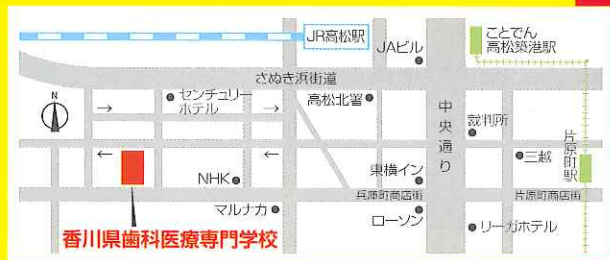 JR高松駅
ことでん
高松築港駅
JAビル
さぬき浜街道
センチュリー
ホテル
高松北署
中央通り
裁判所
片原町駅
三越
NHK
東横イン
兵庫町商店街
片原町商店街
マルナカ
ローソン
リーガホテル
香川県歯科医療専門学校
N